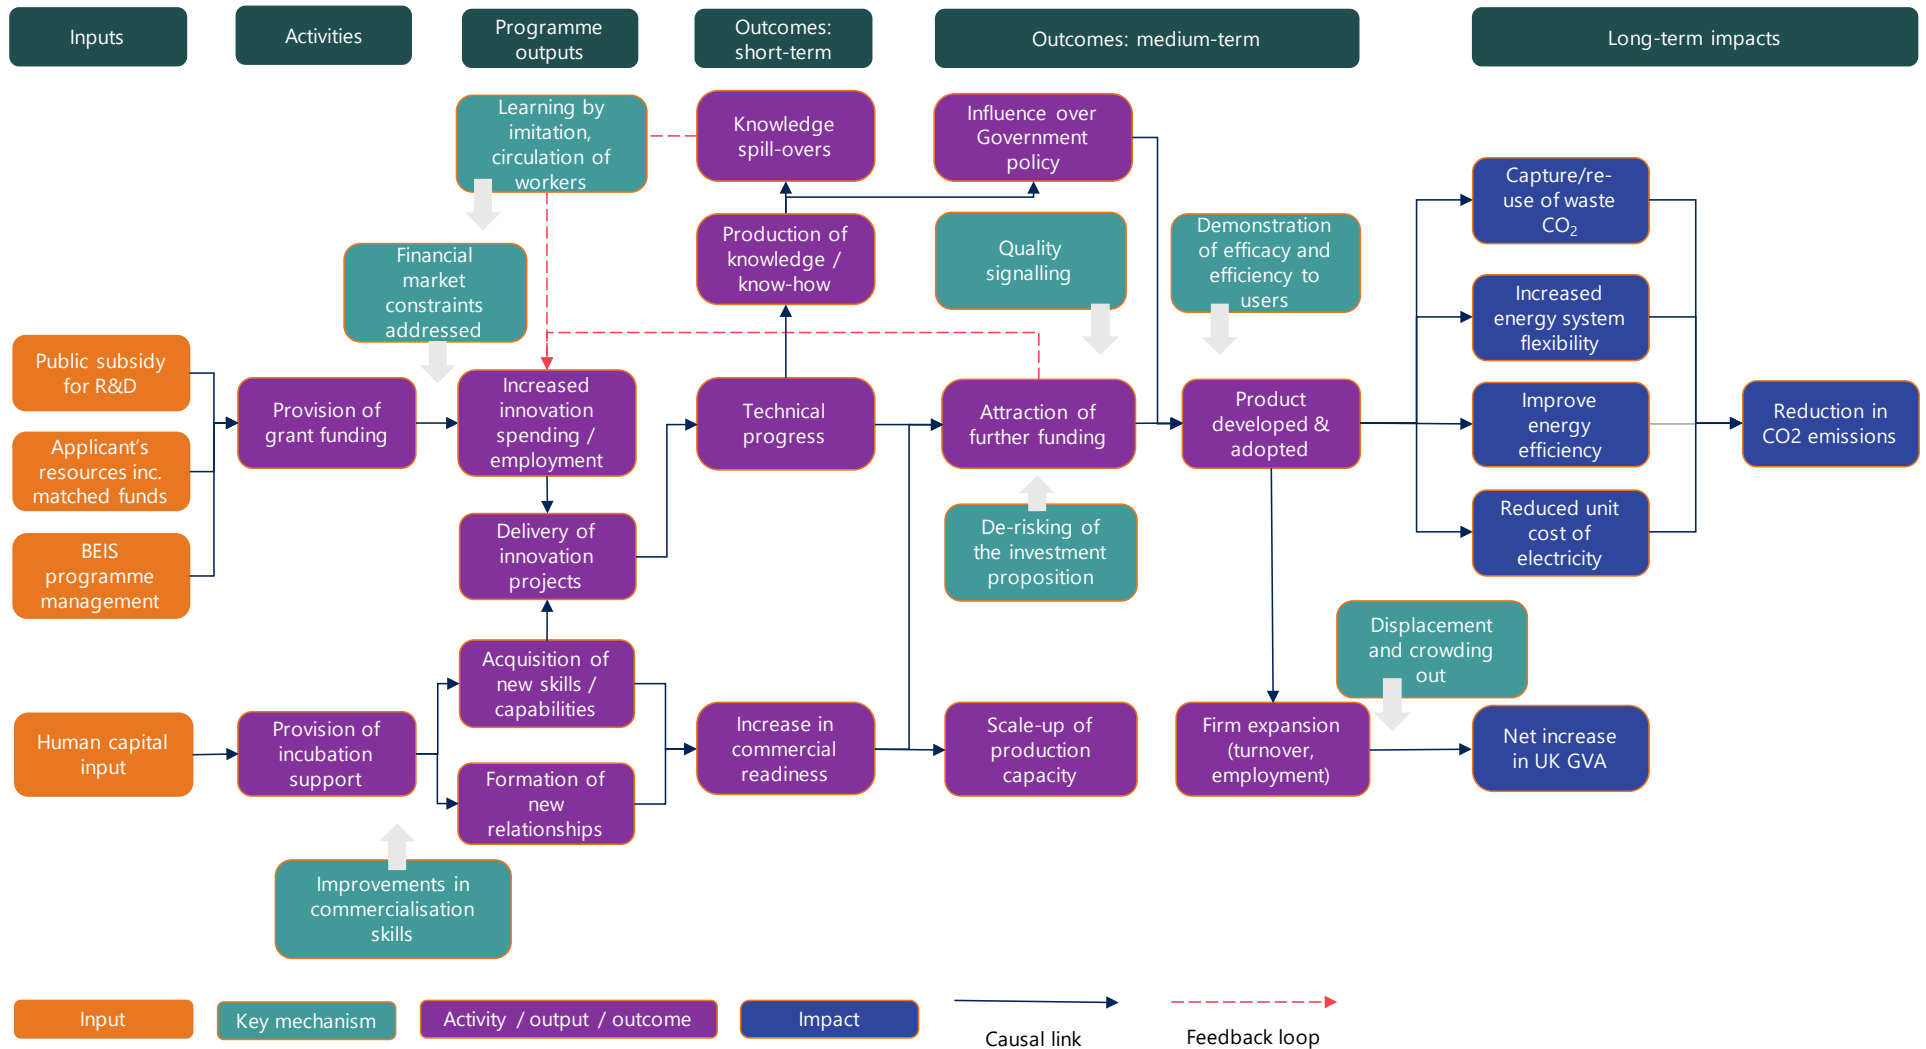 Inputs
Activities
Programme
outputs
Outcomes:
short-term
Outcomes: medium-term
Long-term impacts
Learning by
imitation,
circulation of
workers
Knowledge
spill-overs
Influence over
Government
policy
Capture/re-
use of waste
CO₂
Financial
market
constraints
addressed
Production of
knowledge /
know-how
Quality
signalling
Demonstration
of efficacy and
efficiency to
users
Increased
energy system
flexibility
Public subsidy
for R&D
Applicant's
resources inc.
matched funds
BEIS
programme
management
Provision of
grant funding
Increased
innovation
spending /
employment
Technical
progress
Attraction of
further funding
Product
developed &
adopted
Improve
energy
efficiency
Reduction in
CO2 emissions
Delivery of
innovation
projects
De-risking of
the investment
proposition
Reduced unit
cost of
electricity
Displacement
and crowding
out
Human capital
input
Provision of
incubation
support
Acquisition of
new skills /
capabilities
Formation of
new
relationships
Increase in
commercial
readiness
Scale-up of
production
capacity
Firm expansion
(turnover,
employment)
Net increase
in UK GVA
Improvements in
commercialisation
skills
Input
Key mechanism
Activity / output / outcome
Impact
Causal link
Feedback loop